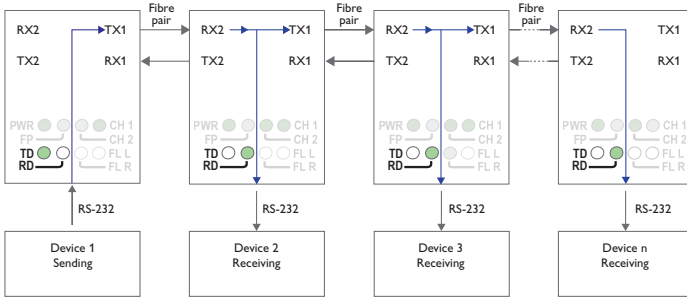 Fibre pair
Fibre pair
Fibre pair
RX2 TX1
TX2 RX1
PWR CH 1
FP CH 2
TD FL L
RD FL R
RX2 TX1
TX2 RX1
PWR CH 1
FP CH 2
TD FL L
RD FL R
RX2 TX1
TX2 RX1
PWR CH 1
FP CH 2
TD FL L
RD FL R
RX2 TX1
TX2 RX1
PWR CH 1
FP CH 2
TD FL L
RD FL R
RS-232
RS-232
RS-232
RS-232
Device 1
Sending
Device 2
Receiving
Device 3
Receiving
Device n
Receiving